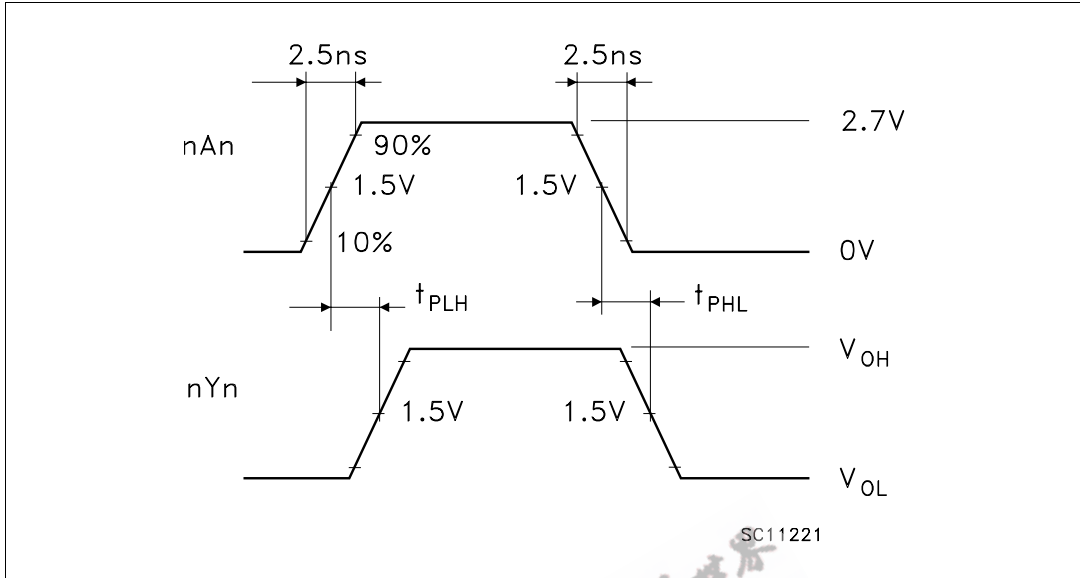 2.5ns 2.5ns
2.7V
nAn
90%
1.5V 1.5V
10%
0V
tPLH tPHL
VOH
nYn
1.5V 1.5V
VOL
SC11221